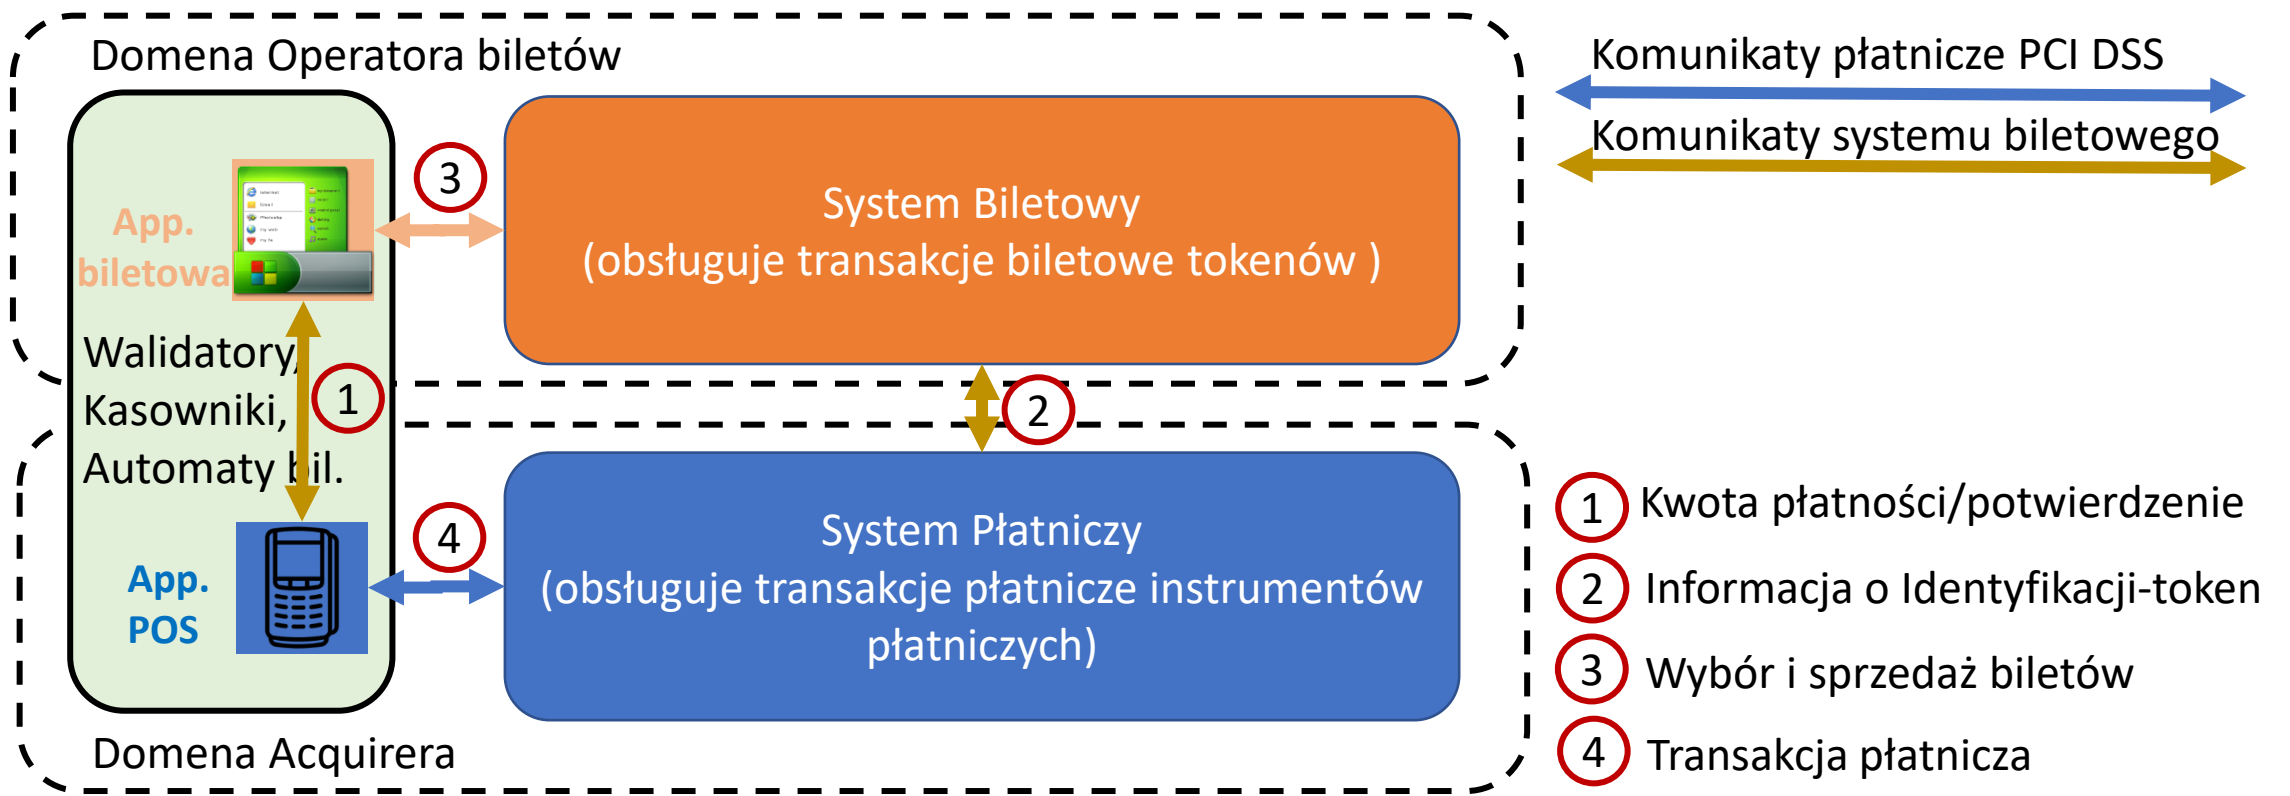 Domena Operatora biletów
Komunikaty płatnicze PCI DSS
Komunikaty systemu biletowego
App.
biletowa
3
System Biletowy
(obsługuje transakcje biletowe tokenów )
Walidatory,
Kasowniki,
Automaty bil.
1
2
App.
POS
4
System Płatniczy
(obsługuje transakcje płatnicze instrumentów
płatniczych)
Domena Acquirera
1 Kwota płatności/potwierdzenie
2 Informacja o Identyfikacji-token
3 Wybór i sprzedaż biletów
4 Transakcja płatnicza